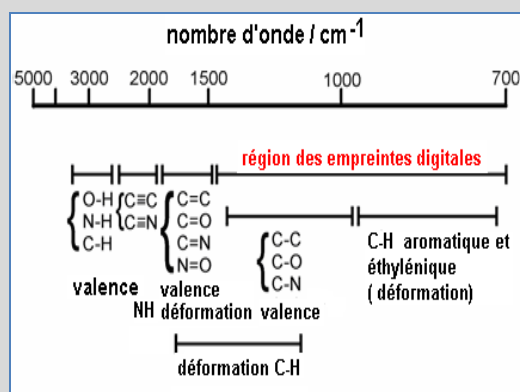 nombre d'onde / cm-1
5000 3000 2000 1500 1000 700
région des empreintes digitales
O-H
N-H
C-H
valence
C≡C
C≡N
C=C
C=O
C=N
N=O
valence
NH déformation
C-C
C-O
C-N
valence
C-H aromatique et
éthylénique
( déformation)
déformation C-H